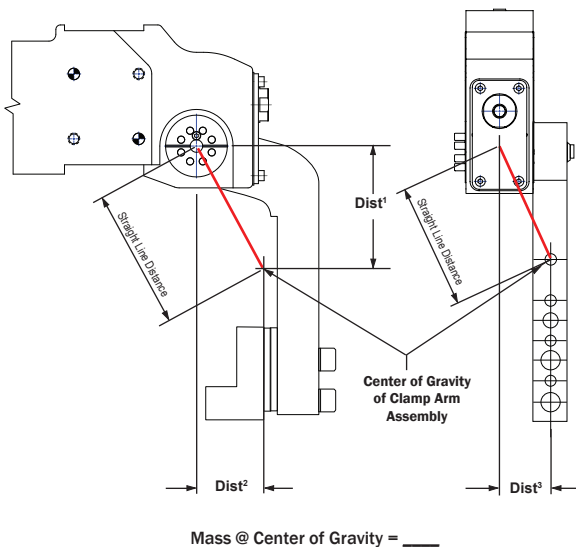 Dist¹
Straight Line Distance
Straight Line Distance
Center of Gravity
of Clamp Arm
Assembly
Dist²
Dist³
Mass @ Center of Gravity = ____